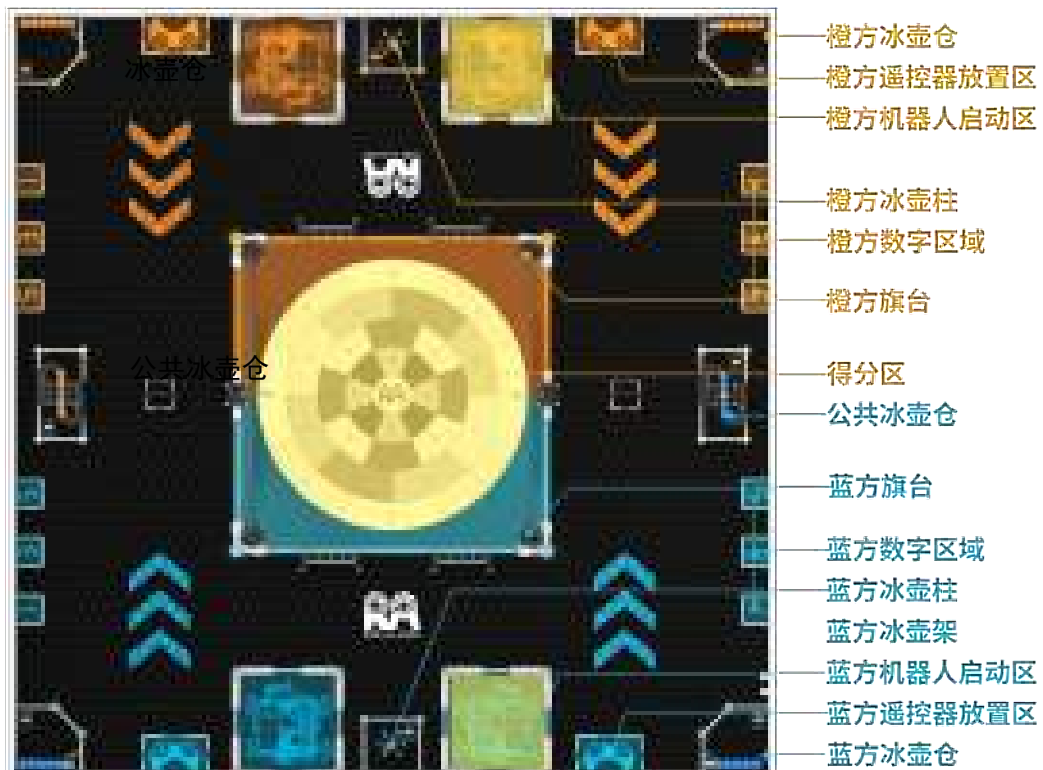 冰壶仓
公共冰壶仓
橙方冰壶仓
橙方遥控器放置区
橙方机器人启动区
橙方冰壶柱
橙方数字区域
橙方旗台
得分区
公共冰壶仓
蓝方旗台
蓝方数字区域
蓝方冰壶柱
蓝方冰壶架
蓝方机器人启动区
蓝方遥控器放置区
蓝方冰壶仓